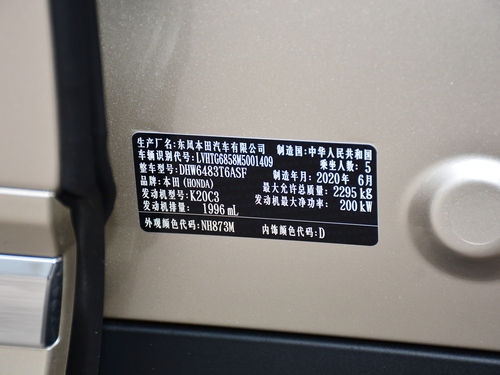 生产厂名:东风本田汽车有限公司 制造国:中华人民共和国
车辆识别代号:LVHTG6858M5001409 乘坐人数: 5
整车型号:DHW6483T6ASF 制造年月:2020年 6月
品牌:本田 (HONDA) 最大允许总质量: 2295 kg
发动机型号:K20C3 发动机最大净功率: 200 kW
发动机排量: 1996 mL
外观颜色代码:NH873M 内饰颜色代码:D